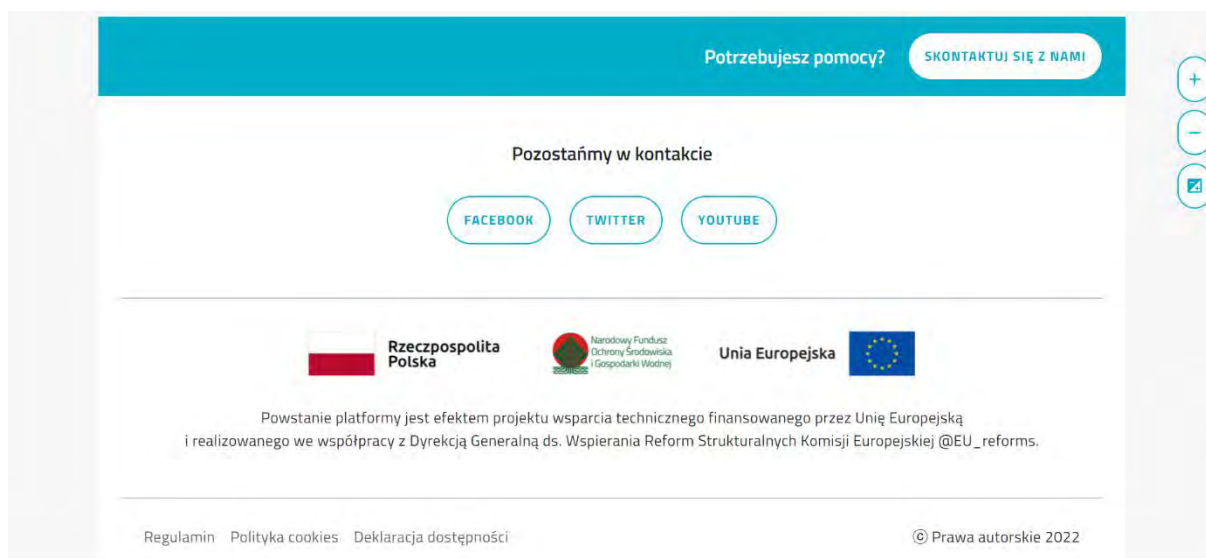 Potrzebujesz pomocy? SKONTAKTUJ SIĘ Z NAMI
Pozostańmy w kontakcie
FACEBOOK TWITTER YOUTUBE
Rzeczpospolita
Polska
Narodowy Fundusz
Ochrony Środowiska
i Gospodarki Wodnej
Unia Europejska
Powstanie platformy jest efektem projektu wsparcia technicznego finansowanego przez Unię Europejską
i realizowanego we współpracy z Dyrekcją Generalną ds. Wspierania Reform Strukturalnych Komisji Europejskiej @EU_reforms.
Regulamin Polityka cookies Deklaracja dostępności
© Prawa autorskie 2022